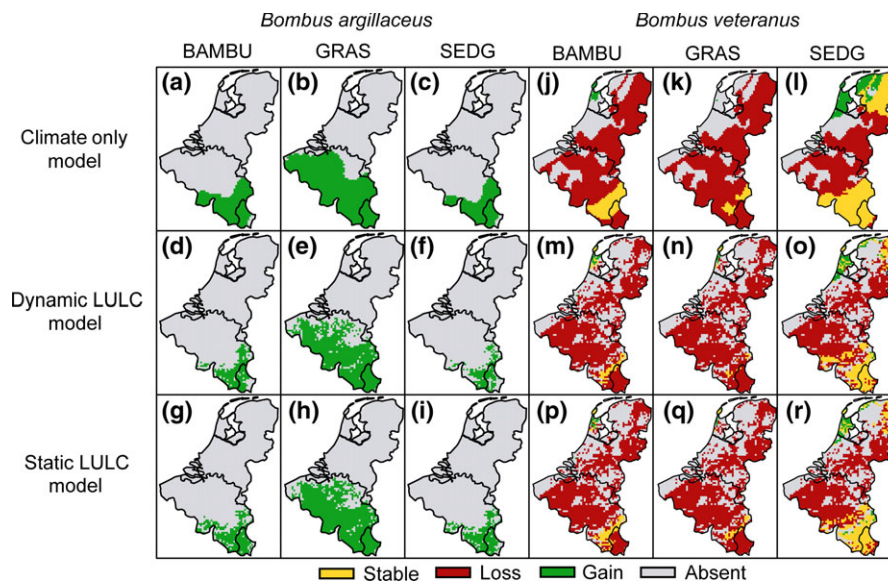 Bombus argillaceus Bombus veteranus
BAMBU GRAS SEDG BAMBU GRAS SEDG
(a) (b) (c) (j) (k) (l)
Climate only
model
(d) (e) (f) (m) (n) (o)
Dynamic LULC
model
(g) (h) (i) (p) (q) (r)
Static LULC
model
Stable Loss Gain Absent